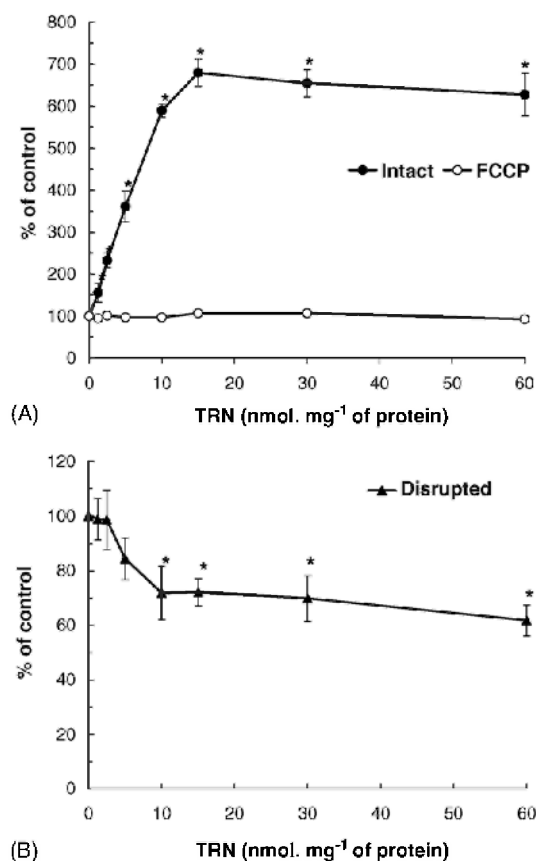 800
700
600
500
400
300
200
100
0
% of control
* * * * *
Intact FCCP
0 10 20 30 40 50 60
(A) TRN (nmol. mg⁻¹ of protein)
120
100
80
60
40
20
0
% of control
Disrupted
* * * *
0 10 20 30 40 50 60
(B) TRN (nmol. mg⁻¹ of protein)